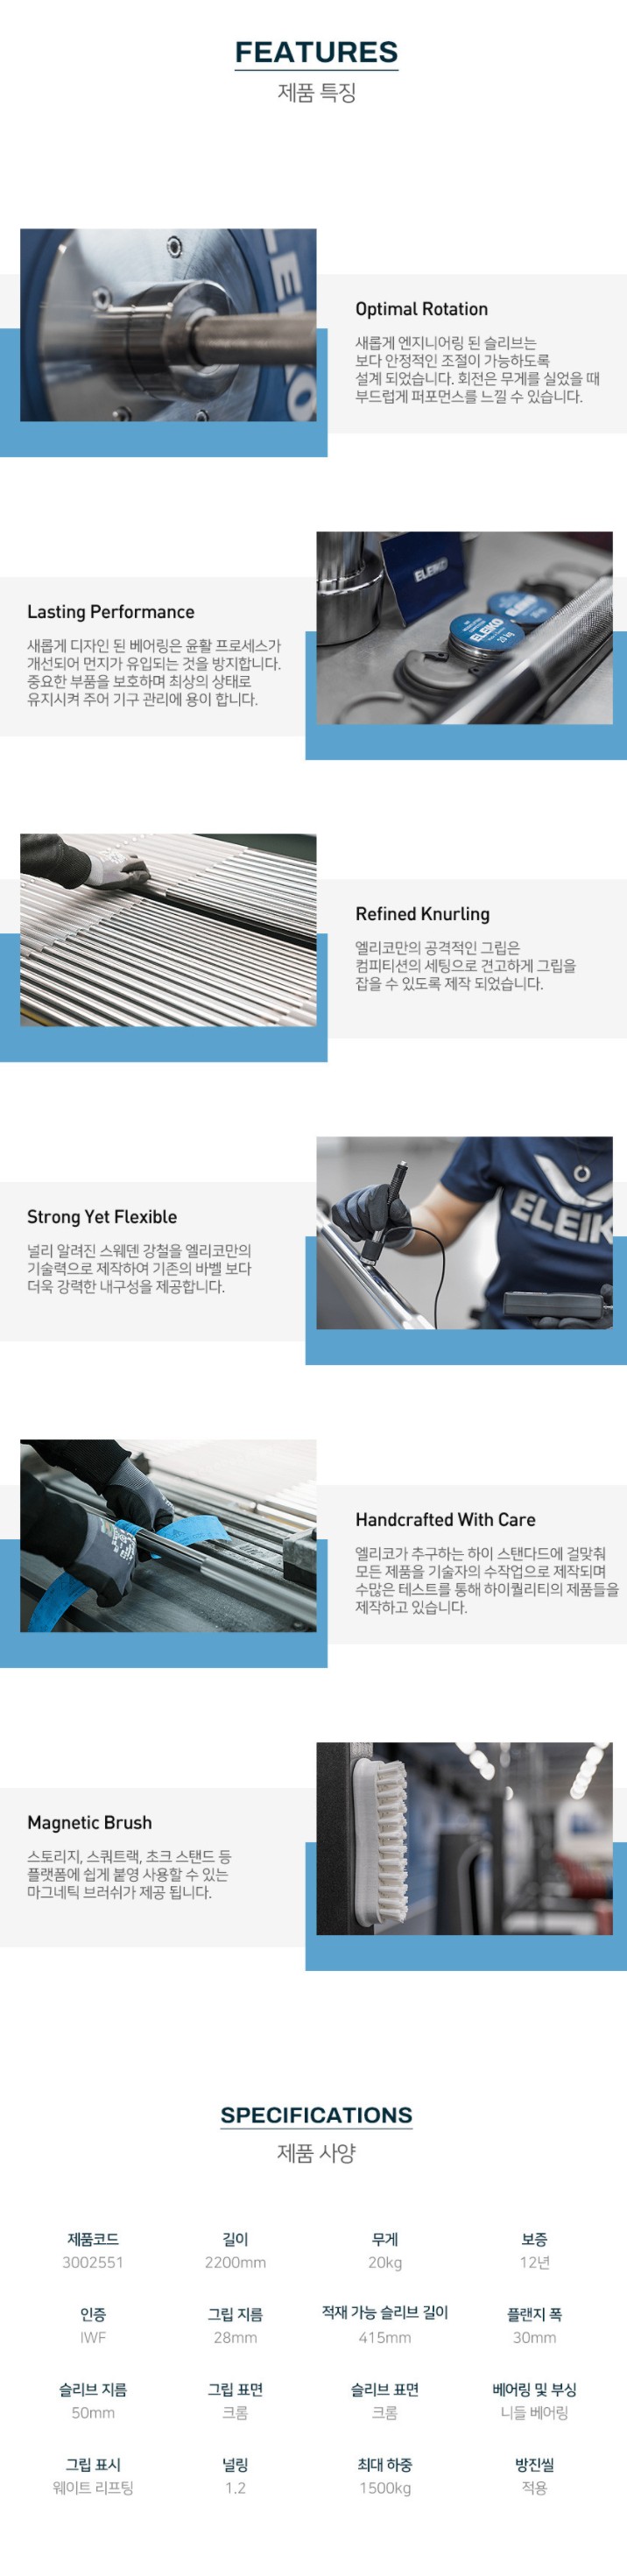 FEATURES
제품 특징
ELEIKO
Optimal Rotation
새롭게 엔지니어링 된 슬리브는
보다 안정적인 조절이 가능하도록
설계 되었습니다. 회전은 무게를 실었을 때
부드럽게 퍼포먼스를 느낄 수 있습니다.
ELEIKO
ELEIKO
20 kg
Lasting Performance
새롭게 디자인 된 베어링은 윤활 프로세스가
개선되어 먼지가 유입되는 것을 방지합니다.
중요한 부품을 보호하며 최상의 상태로
유지시켜 주어 기구 관리에 용이 합니다.
Refined Knurling
엘리코만의 공격적인 그립은
컴피티션의 세팅으로 견고하게 그립을
잡을 수 있도록 제작 되었습니다.
ELEIK
Strong Yet Flexible
널리 알려진 스웨덴 강철을 엘리코만의
기술력으로 제작하여 기존의 바벨 보다
더욱 강력한 내구성을 제공합니다.
Handcrafted With Care
엘리코가 추구하는 하이 스탠다드에 걸맞춰
모든 제품을 기술자의 수작업으로 제작되며
수많은 테스트를 통해 하이퀄리티의 제품들을
제작하고 있습니다.
Magnetic Brush
스토리지, 스쿼트랙, 초크 스탠드 등
플랫폼에 쉽게 붙영 사용할 수 있는
마그네틱 브러쉬가 제공 됩니다.
SPECIFICATIONS
제품 사양
제품코드 길이 무게 보증
3002551 2200mm 20kg 12년
인증 그립 지름 적재 가능 슬리브 길이 플랜지 폭
IWF 28mm 415mm 30mm
슬리브 지름 그립 표면 슬리브 표면 베어링 및 부싱
50mm 크롬 크롬 니들 베어링
그립 표시 널링 최대 하중 방진씰
웨이트 리프팅 1.2 1500kg 적용